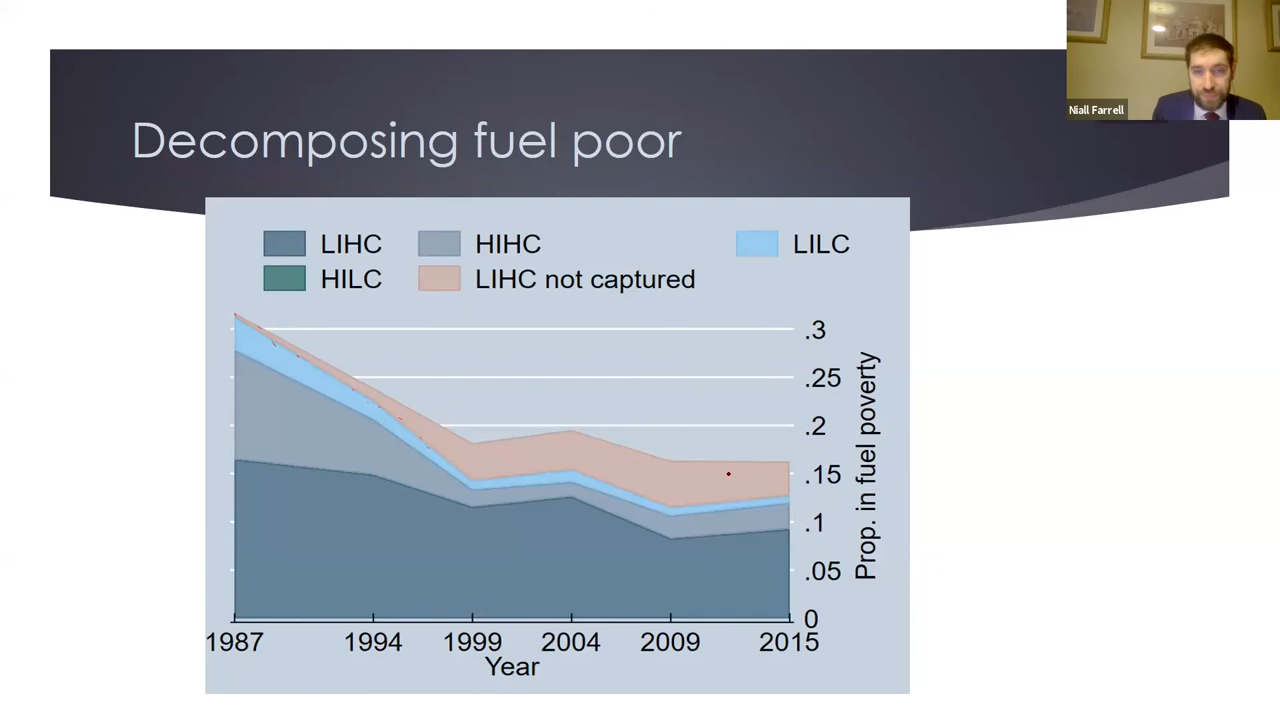 Niall Farrell
Decomposing fuel poor
LIHC HIHC LILC
HILC LIHC not captured
.3
.25
.2
.15
.1
.05
0
Prop. in fuel poverty
1987 1994 1999 2004 2009 2015
Year